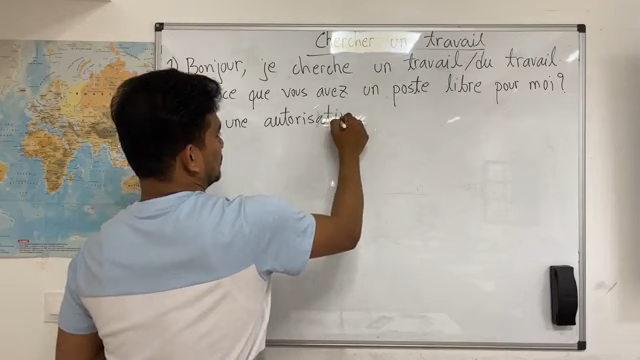 Chercher un travail
1) Bonjour, je cherche un travail/du travail
ce que vous avez un poste libre pour moi?
une autorisati